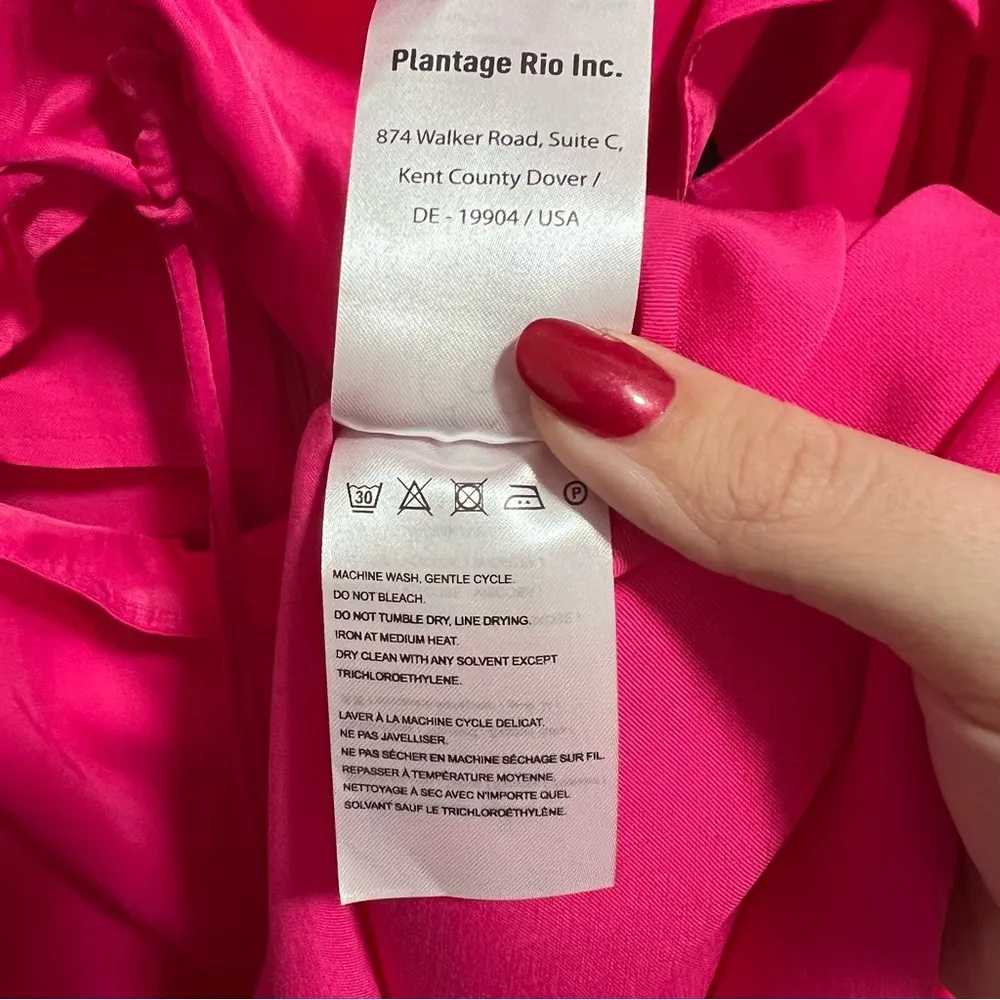 Plantage Rio Inc.
874 Walker Road, Suite C,
Kent County Dover /
DE - 19904 / USA
30 P
MACHINE WASH, GENTLE CYCLE.
DO NOT BLEACH.
DO NOT TUMBLE DRY, LINE DRYING.
IRON AT MEDIUM HEAT.
DRY CLEAN WITH ANY SOLVENT EXCEPT
TRICHLOROETHYLENE.
LAVER À LA MACHINE CYCLE DELICAT.
NE PAS JAVELLISER.
NE PAS SÉCHER EN MACHINE SÉCHAGE SUR FIL.
REPASSER À TEMPÉRATURE MOYENNE.
NETTOYAGE À SEC AVEC N'IMPORTE QUEL
SOLVANT SAUF LE TRICHLOROÉTHYLÈNE.